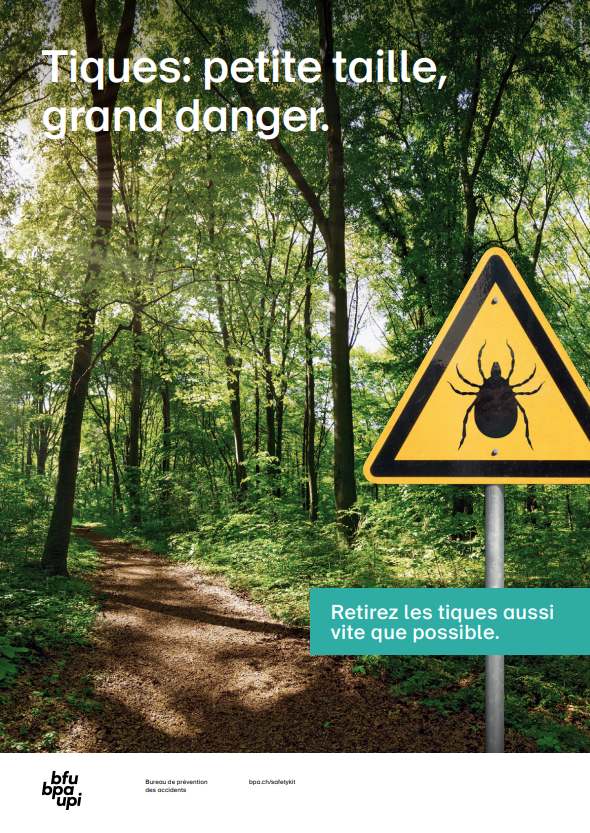 Tiques: petite taille,
grand danger.
Retirez les tiques aussi
vite que possible.
bfu
bpa
upi
Bureau de prévention
des accidents
bpa.ch/safetykit